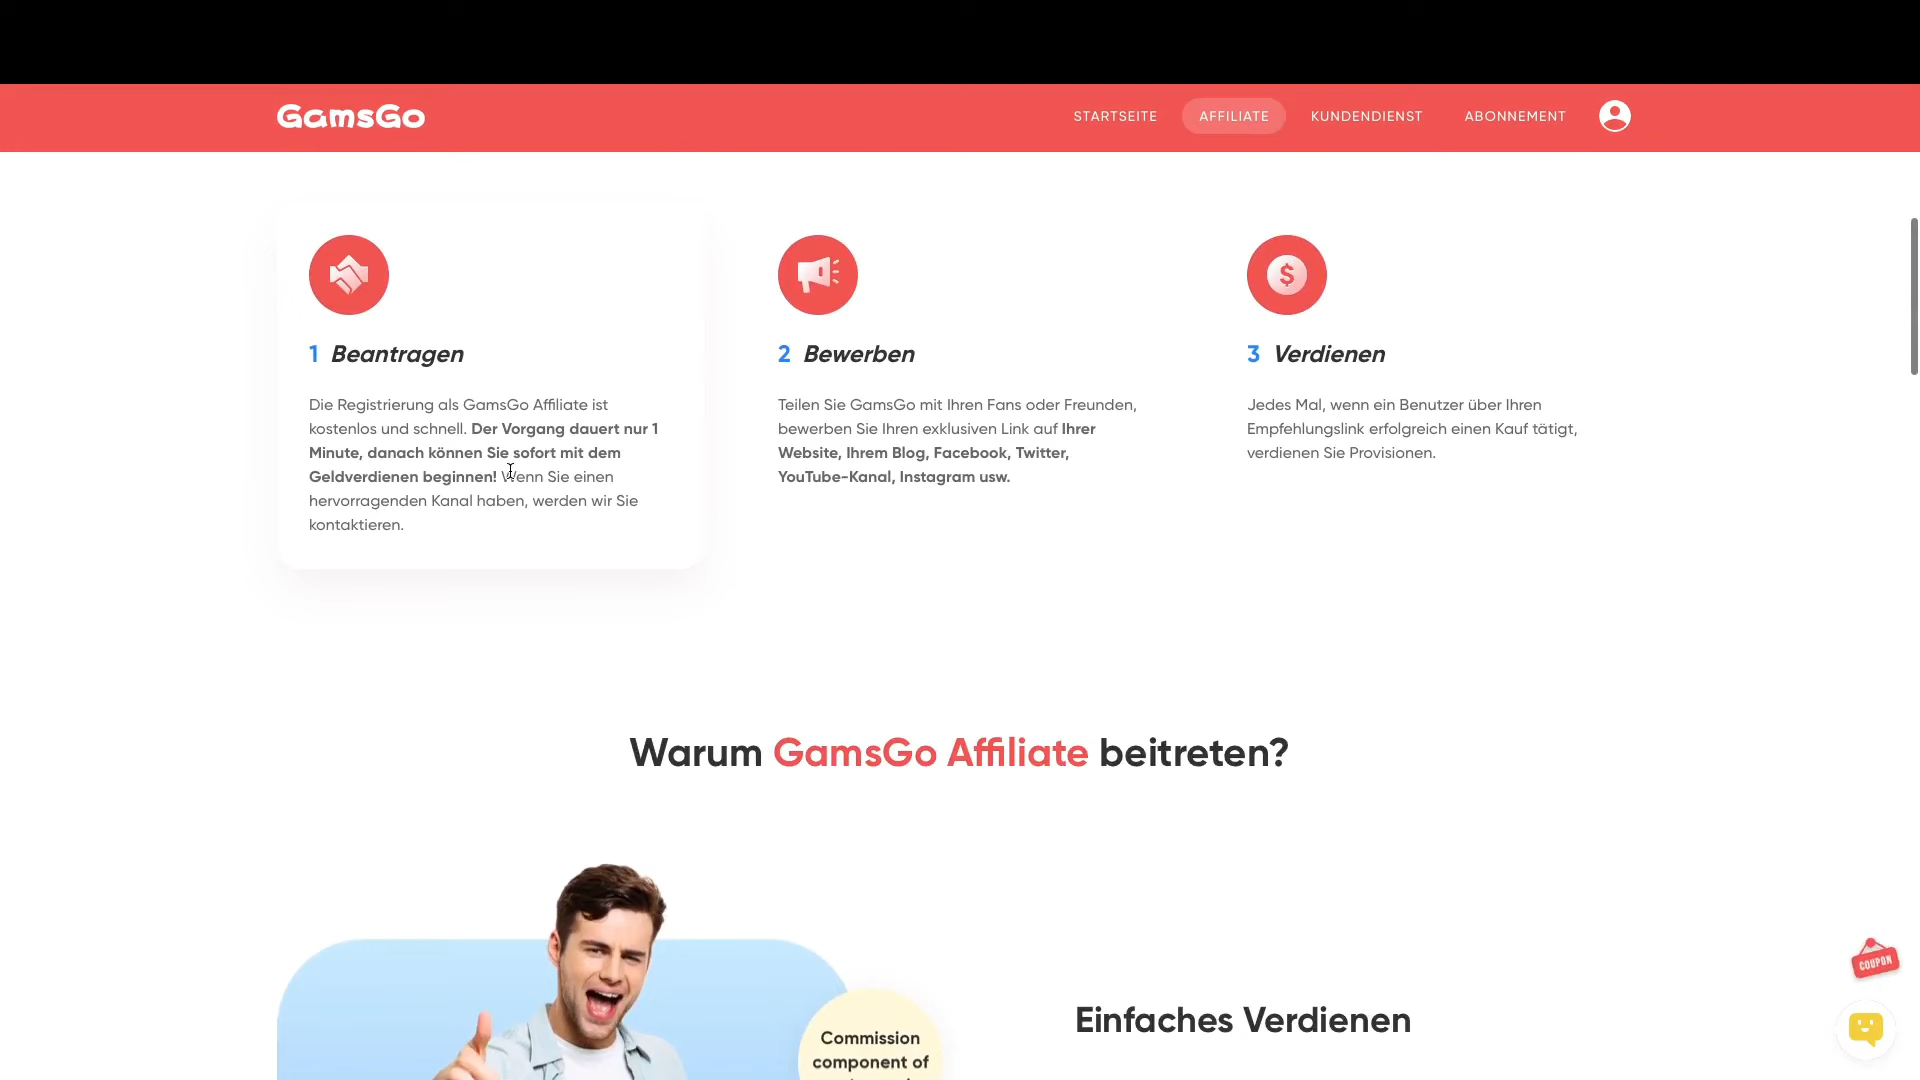 GamsGo
STARTSEITE
AFFILIATE
KUNDENDIENST
ABONNEMENT
1 Beantragen
Die Registrierung als GamsGo Affiliate ist
kostenlos und schnell. Der Vorgang dauert nur 1
Minute, danach können Sie sofort mit dem
Geldverdienen beginnen! Wenn Sie einen
hervorragenden Kanal haben, werden wir Sie
kontaktieren.
2 Bewerben
Teilen Sie GamsGo mit Ihren Fans oder Freunden,
bewerben Sie Ihren exklusiven Link auf Ihrer
Website, Ihrem Blog, Facebook, Twitter,
YouTube-Kanal, Instagram usw.
3 Verdienen
Jedes Mal, wenn ein Benutzer über Ihren
Empfehlungslink erfolgreich einen Kauf tätigt,
verdienen Sie Provisionen.
Warum GamsGo Affiliate beitreten?
Commission
component of
Einfaches Verdienen
COUPON